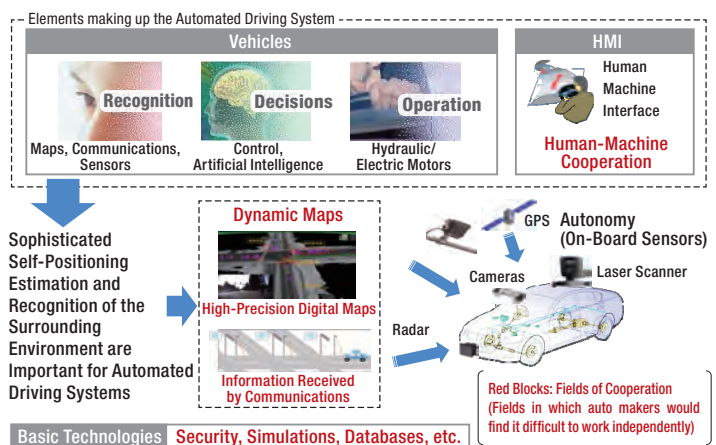 Elements making up the Automated Driving System
Vehicles
Recognition
Maps, Communications,
Sensors
Decisions
Control,
Artificial Intelligence
Operation
Hydraulic/
Electric Motors
HMI
Human
Machine
Interface
Human-Machine
Cooperation
Sophisticated
Self-Positioning
Estimation and
Recognition of the
Surrounding
Environment are
Important for Automated
Driving Systems
Dynamic Maps
High-Precision Digital Maps
Information Received
by Communications
GPS
Autonomy
(On-Board Sensors)
Cameras
Laser Scanner
Radar
Red Blocks: Fields of Cooperation
(Fields in which auto makers would
find it difficult to work independently)
Basic Technologies Security, Simulations, Databases, etc.